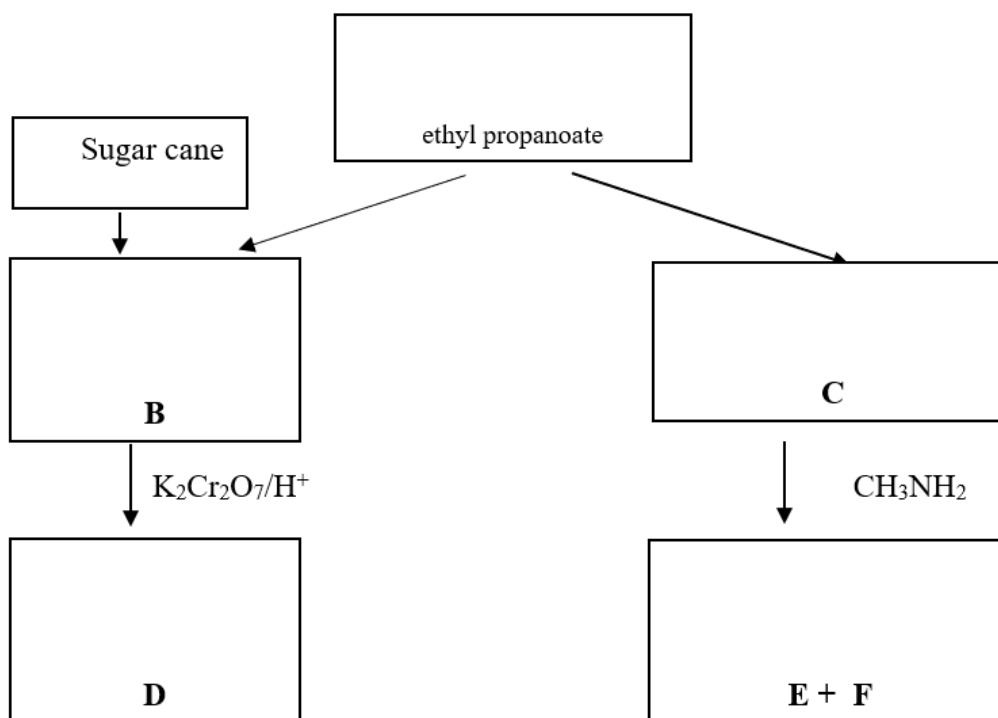 ethyl propanoate
Sugar cane
B
C
K₂Cr₂O₇/H⁺
CH₃NH₂
D
E + F